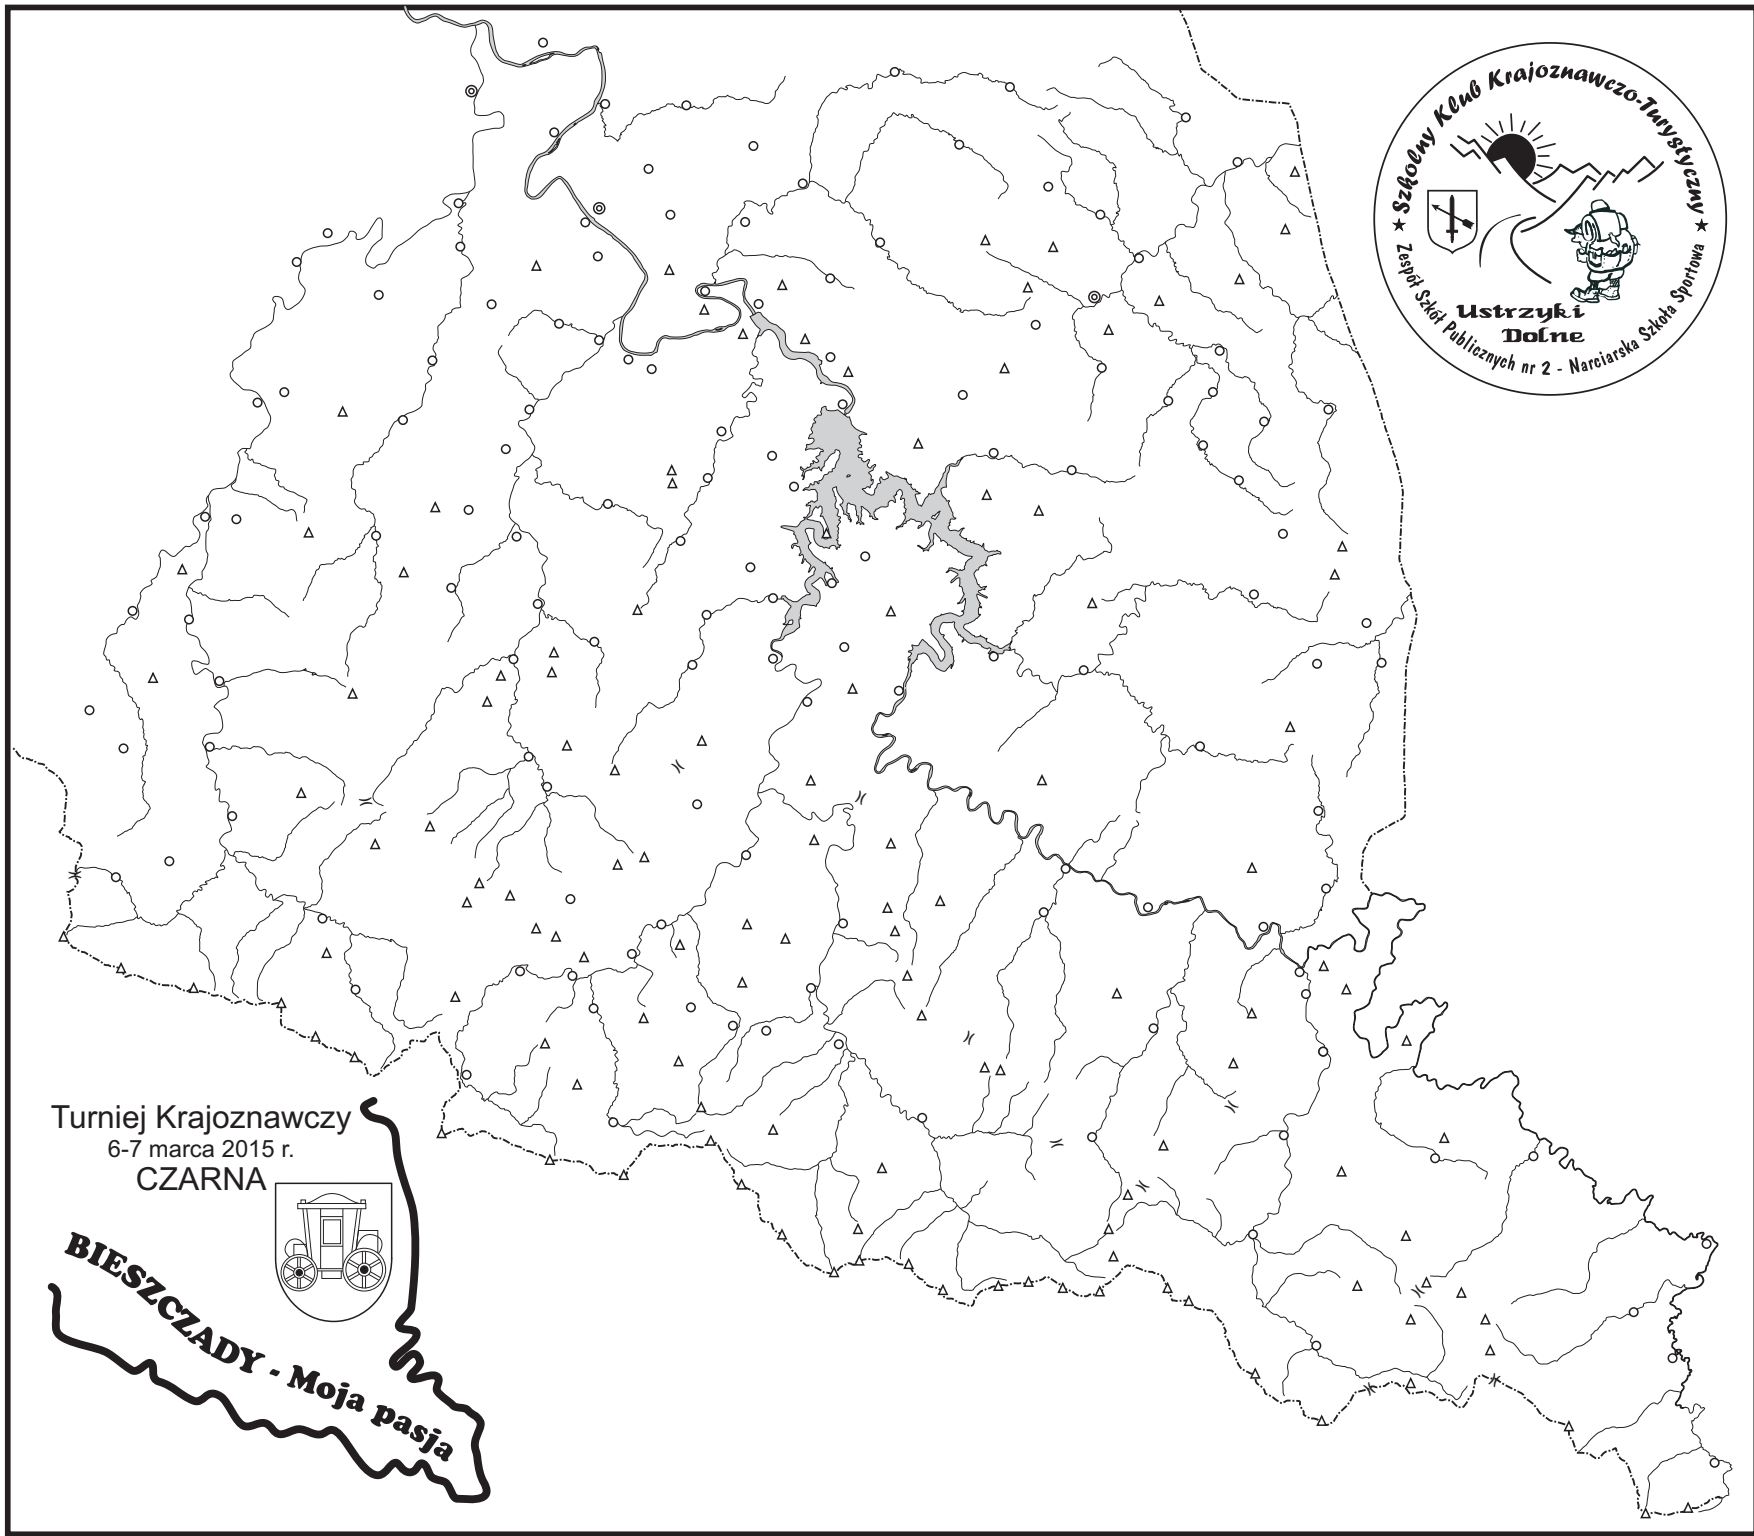 ★ Szkolny Klub Krajoznawczo-Turystyczny ★
Zespół Szkół Publicznych nr 2 - Narciarska Szkoła Sportowa
Ustrzyki
Dolne
Turniej Krajoznawczy
6-7 marca 2015 r.
CZARNA
BIESZCZADY - Moja pasja